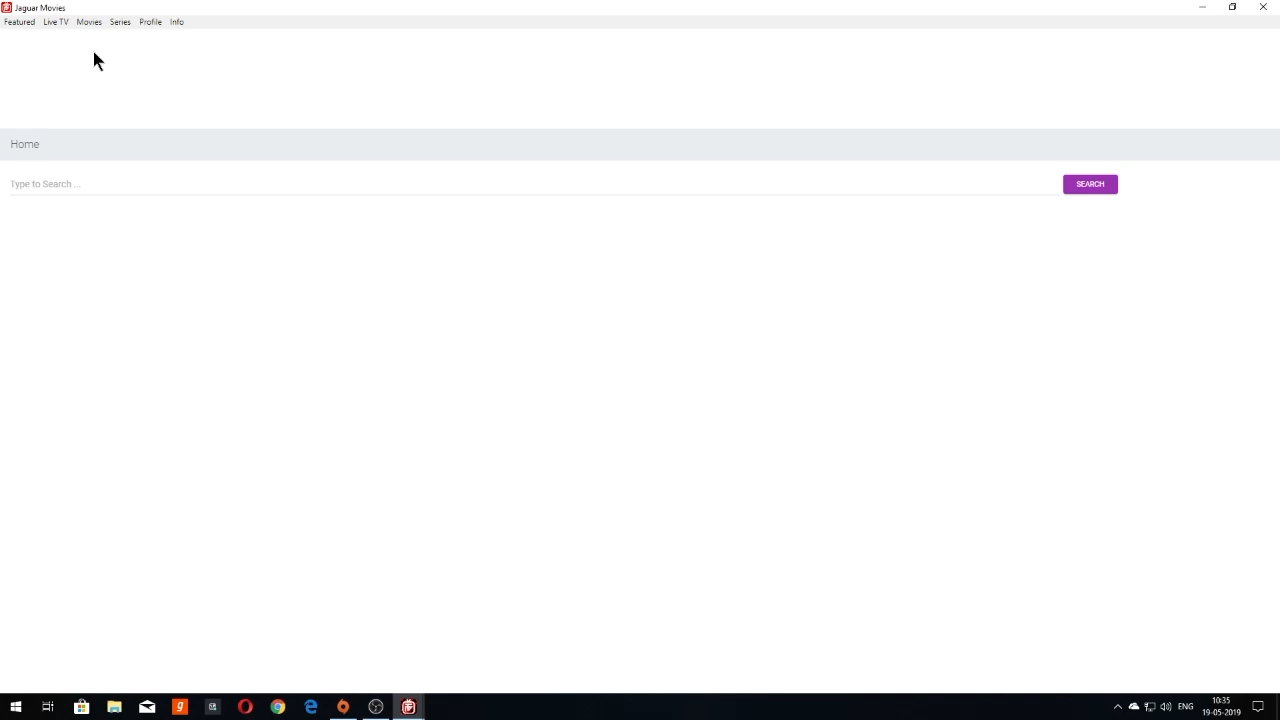 Jaguar Movies
Featured Live TV Movies Series Profile Info
Home
Type to Search ...
SEARCH
ENG
10:35
19-05-2019